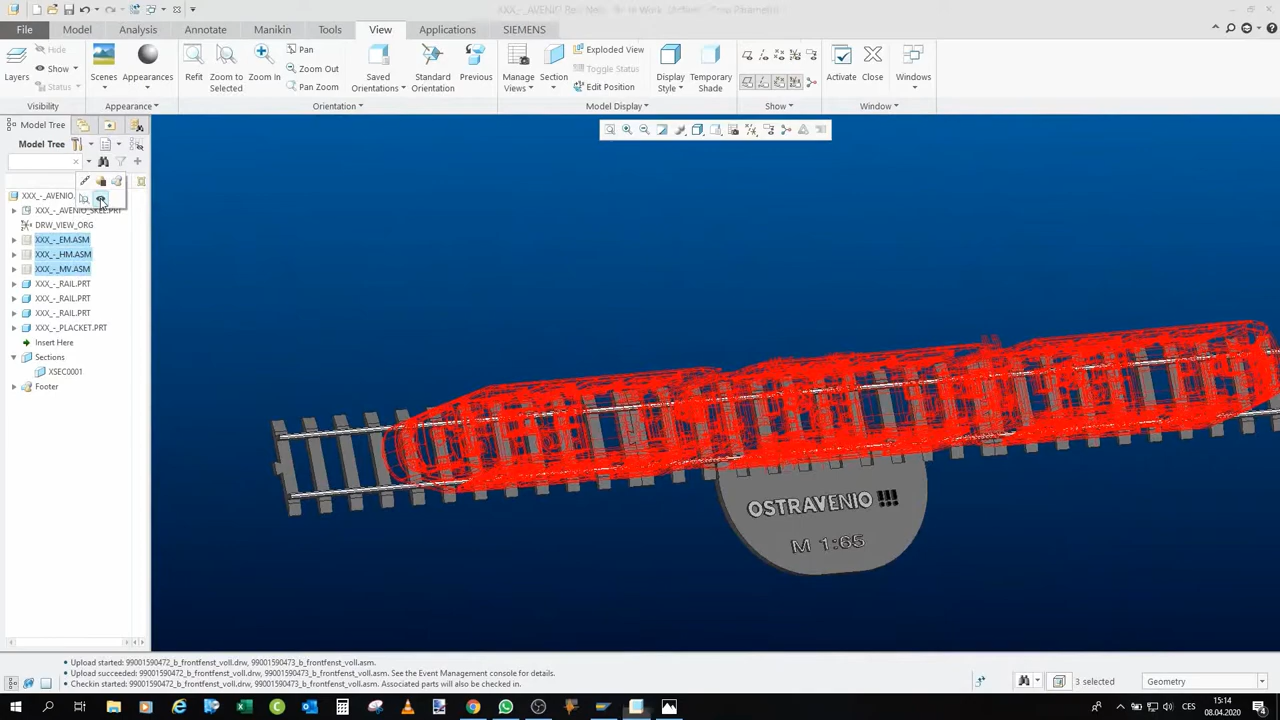 File Model Analysis Annotate Manikin Tools View Applications SIEMENS
Layers
Hide
Show
Status
Scenes
Appearances
Refit
Zoom to
Selected
Zoom In
Pan
Zoom Out
Pan Zoom
Saved
Orientations
Standard
Orientation
Previous
Manage
Views
Section
Exploded View
Toggle Status
Edit Position
Display
Style
Temporary
Shade
Activate
Close
Windows
Visibility Appearance Orientation Model Display Show Window
Model Tree
Model Tree
XXX_-_AVENIO.
XXX_-_AVENIO_SKEL.PRT
DRW_VIEW_ORG
XXX_-_EM.ASM
XXX_-_HM.ASM
XXX_-_MV.ASM
XXX_-_RAIL.PRT
XXX_-_RAIL.PRT
XXX_-_RAIL.PRT
XXX_-_PLACKET.PRT
Insert Here
Sections
XSEC0001
Footer
OSTRAVENIO !!!
M 1:65
• Upload started: 99001590472_b_frontfenst_voll.drw, 99001590473_b_frontfenst_voll.asm.
• Upload succeeded: 99001590472_b_frontfenst_voll.drw, 99001590473_b_frontfenst_voll.asm. See the Event Management console for details.
• Checkin started: 99001590472_b_frontfenst_voll.drw, 99001590473_b_frontfenst_voll.asm. Associated parts will also be checked in.
3 selected
Geometry
CES
15:14
08.04.2020